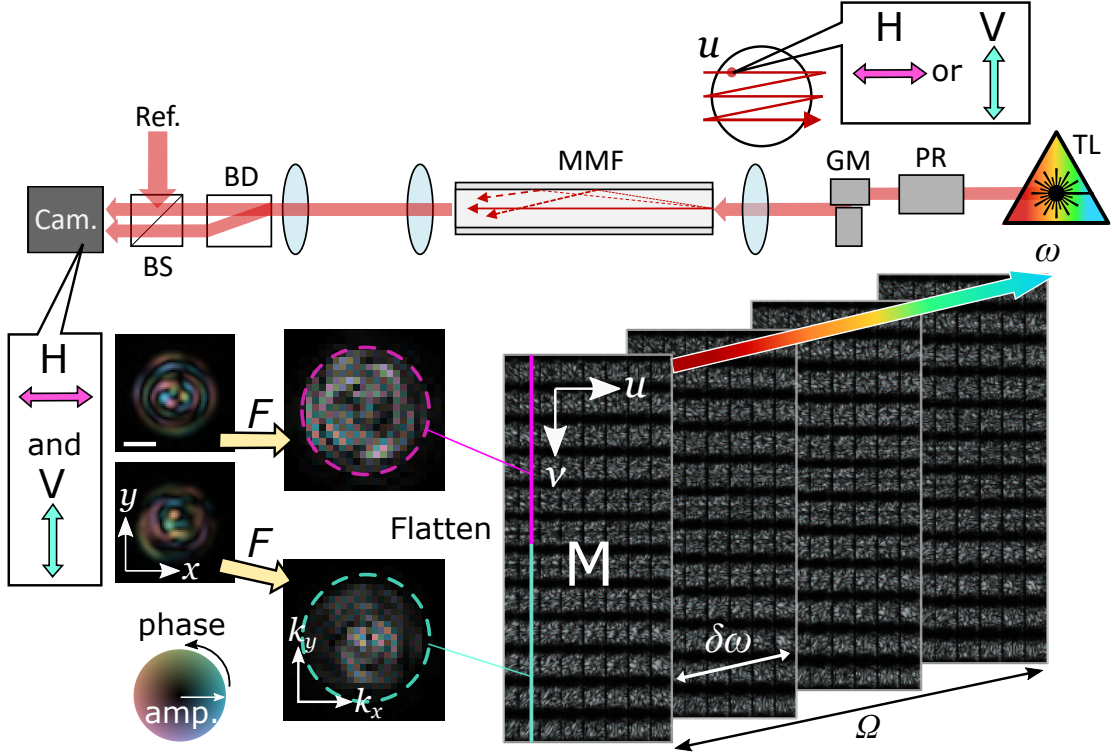 u
H
V
or
Ref.
BD
MMF
GM
PR
TL
Cam.
BS
ω
H
and
V
F
y
x
F
u
v
Flatten
M
k_y
k_x
δω
Ω
phase
amp.